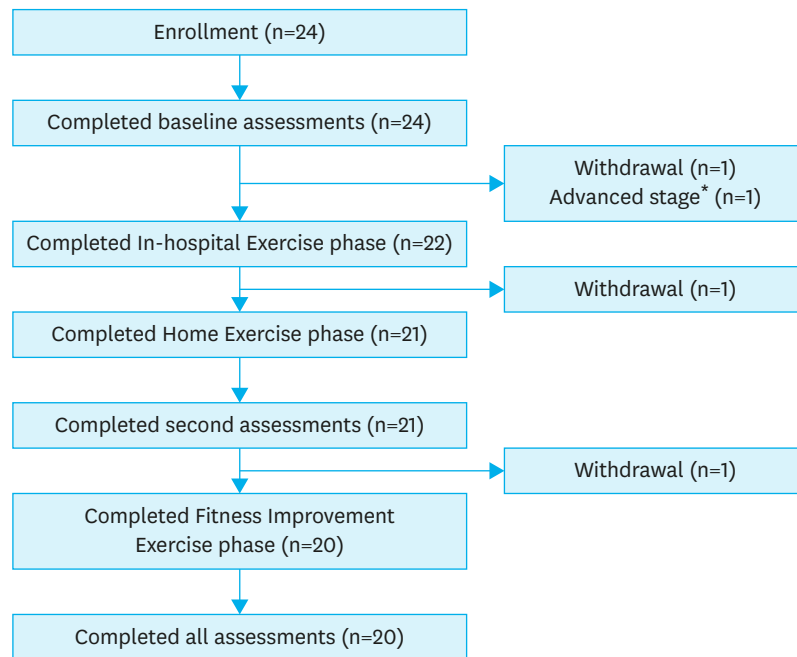 Enrollment (n=24)
Completed baseline assessments (n=24)
Withdrawal (n=1)
Advanced stage* (n=1)
Completed In-hospital Exercise phase (n=22)
Withdrawal (n=1)
Completed Home Exercise phase (n=21)
Completed second assessments (n=21)
Withdrawal (n=1)
Completed Fitness Improvement
Exercise phase (n=20)
Completed all assessments (n=20)